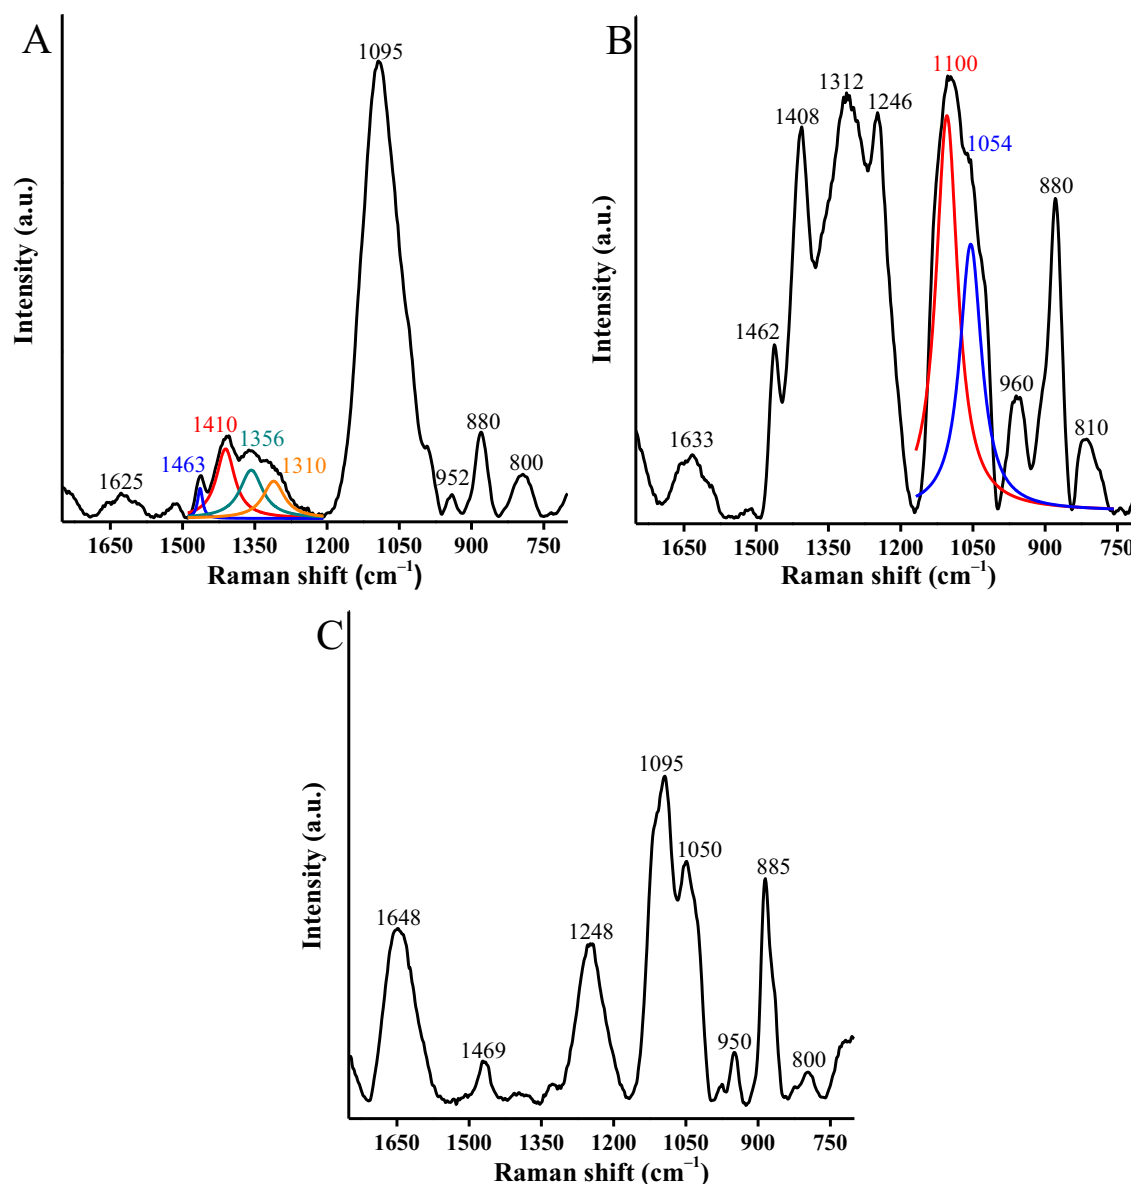 A
1095
1410
1356
1463
1310
1625
952
880
800
Intensity (a.u.)
1650 1500 1350 1200 1050 900 750
Raman shift (cm⁻¹)
B
1100
1312
1246
1408
1054
880
1462
960
810
1633
Intensity (a.u.)
1650 1500 1350 1200 1050 900 750
Raman shift (cm⁻¹)
C
1095
1050
885
1648
1248
1469
950
800
Intensity (a.u.)
1650 1500 1350 1200 1050 900 750
Raman shift (cm⁻¹)